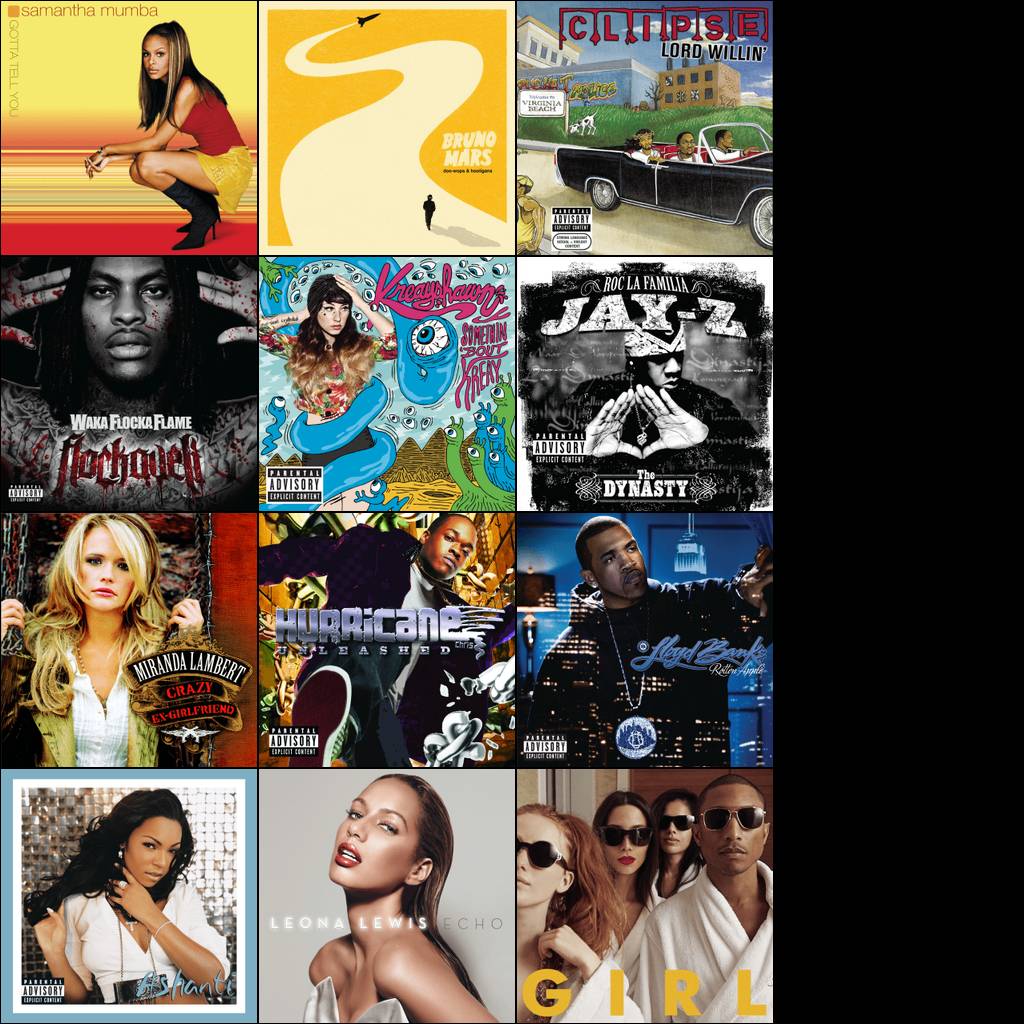 samantha mumba
GOTTA TELL YOU
BRUNO
MARS
doo-wops & hooligans
CLIPSE
LORD WILLIN'
VIRGINIA
BEACH
PARENTAL
ADVISORY
EXPLICIT CONTENT
WAKA FLOCKA FLAME
flockaveli
PARENTAL
ADVISORY
EXPLICIT CONTENT
Kreayshawn
SOMETHIN
'BOUT
KREAY
PARENTAL
ADVISORY
EXPLICIT CONTENT
ROC LA FAMILIA
JAY-Z
PARENTAL
ADVISORY
EXPLICIT CONTENT
The
DYNASTY
MIRANDA LAMBERT
CRAZY
EX-GIRLFRIEND
HURRICANE
CHRIS
UNLEASHED
PARENTAL
ADVISORY
EXPLICIT CONTENT
Lloyd Banks
Rotten Apple
PARENTAL
ADVISORY
EXPLICIT CONTENT
Ashanti
PARENTAL
ADVISORY
EXPLICIT CONTENT
LEONA LEWIS ECHO
GIRL